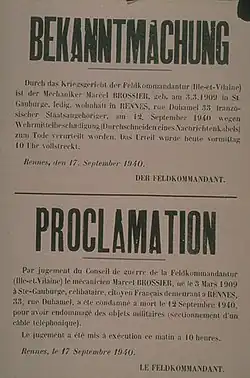 BEKANNTMACHUNG
Durch das Kriegsgericht der Feldkommandantur (Ille-et-Vilaine)
ist der Mechaniker Marcel BROSSIER, geb. am 3.3.1909 in St
Gauburge, ledig, wohnhaft in RENNES, rue Duhamel 33 franzö-
sischer Staatsangehöriger, am 12. September 1940 wegen
Wehrmittelbeschädigung (Durchschneiden eines Nachrichtenkabels)
zum Tode verurteilt worden. Das Urteil wurde heute vormittag
10 Uhr vollstreckt.
Rennes, den 17. September 1940.
DER FELDKOMMANDANT.
PROCLAMATION
Par jugement du Conseil de guerre de la Feldkommandantur
(Ille-et-Vilaine) le mécanicien Marcel BROSSIER, né le 3 Mars 1909
à Ste-Gauburge, célibataire, citoyen Français demeurant à RENNES,
33, rue Duhamel, a été condamné à mort le 12 Septembre 1940,
pour avoir endommagé des objets militaires (sectionnement d'un
câble téléphonique).
Le jugement a été mis à exécution ce matin à 10 heures.
Rennes, le 17 Septembre 1940.
LE FELDKOMMANDANT.